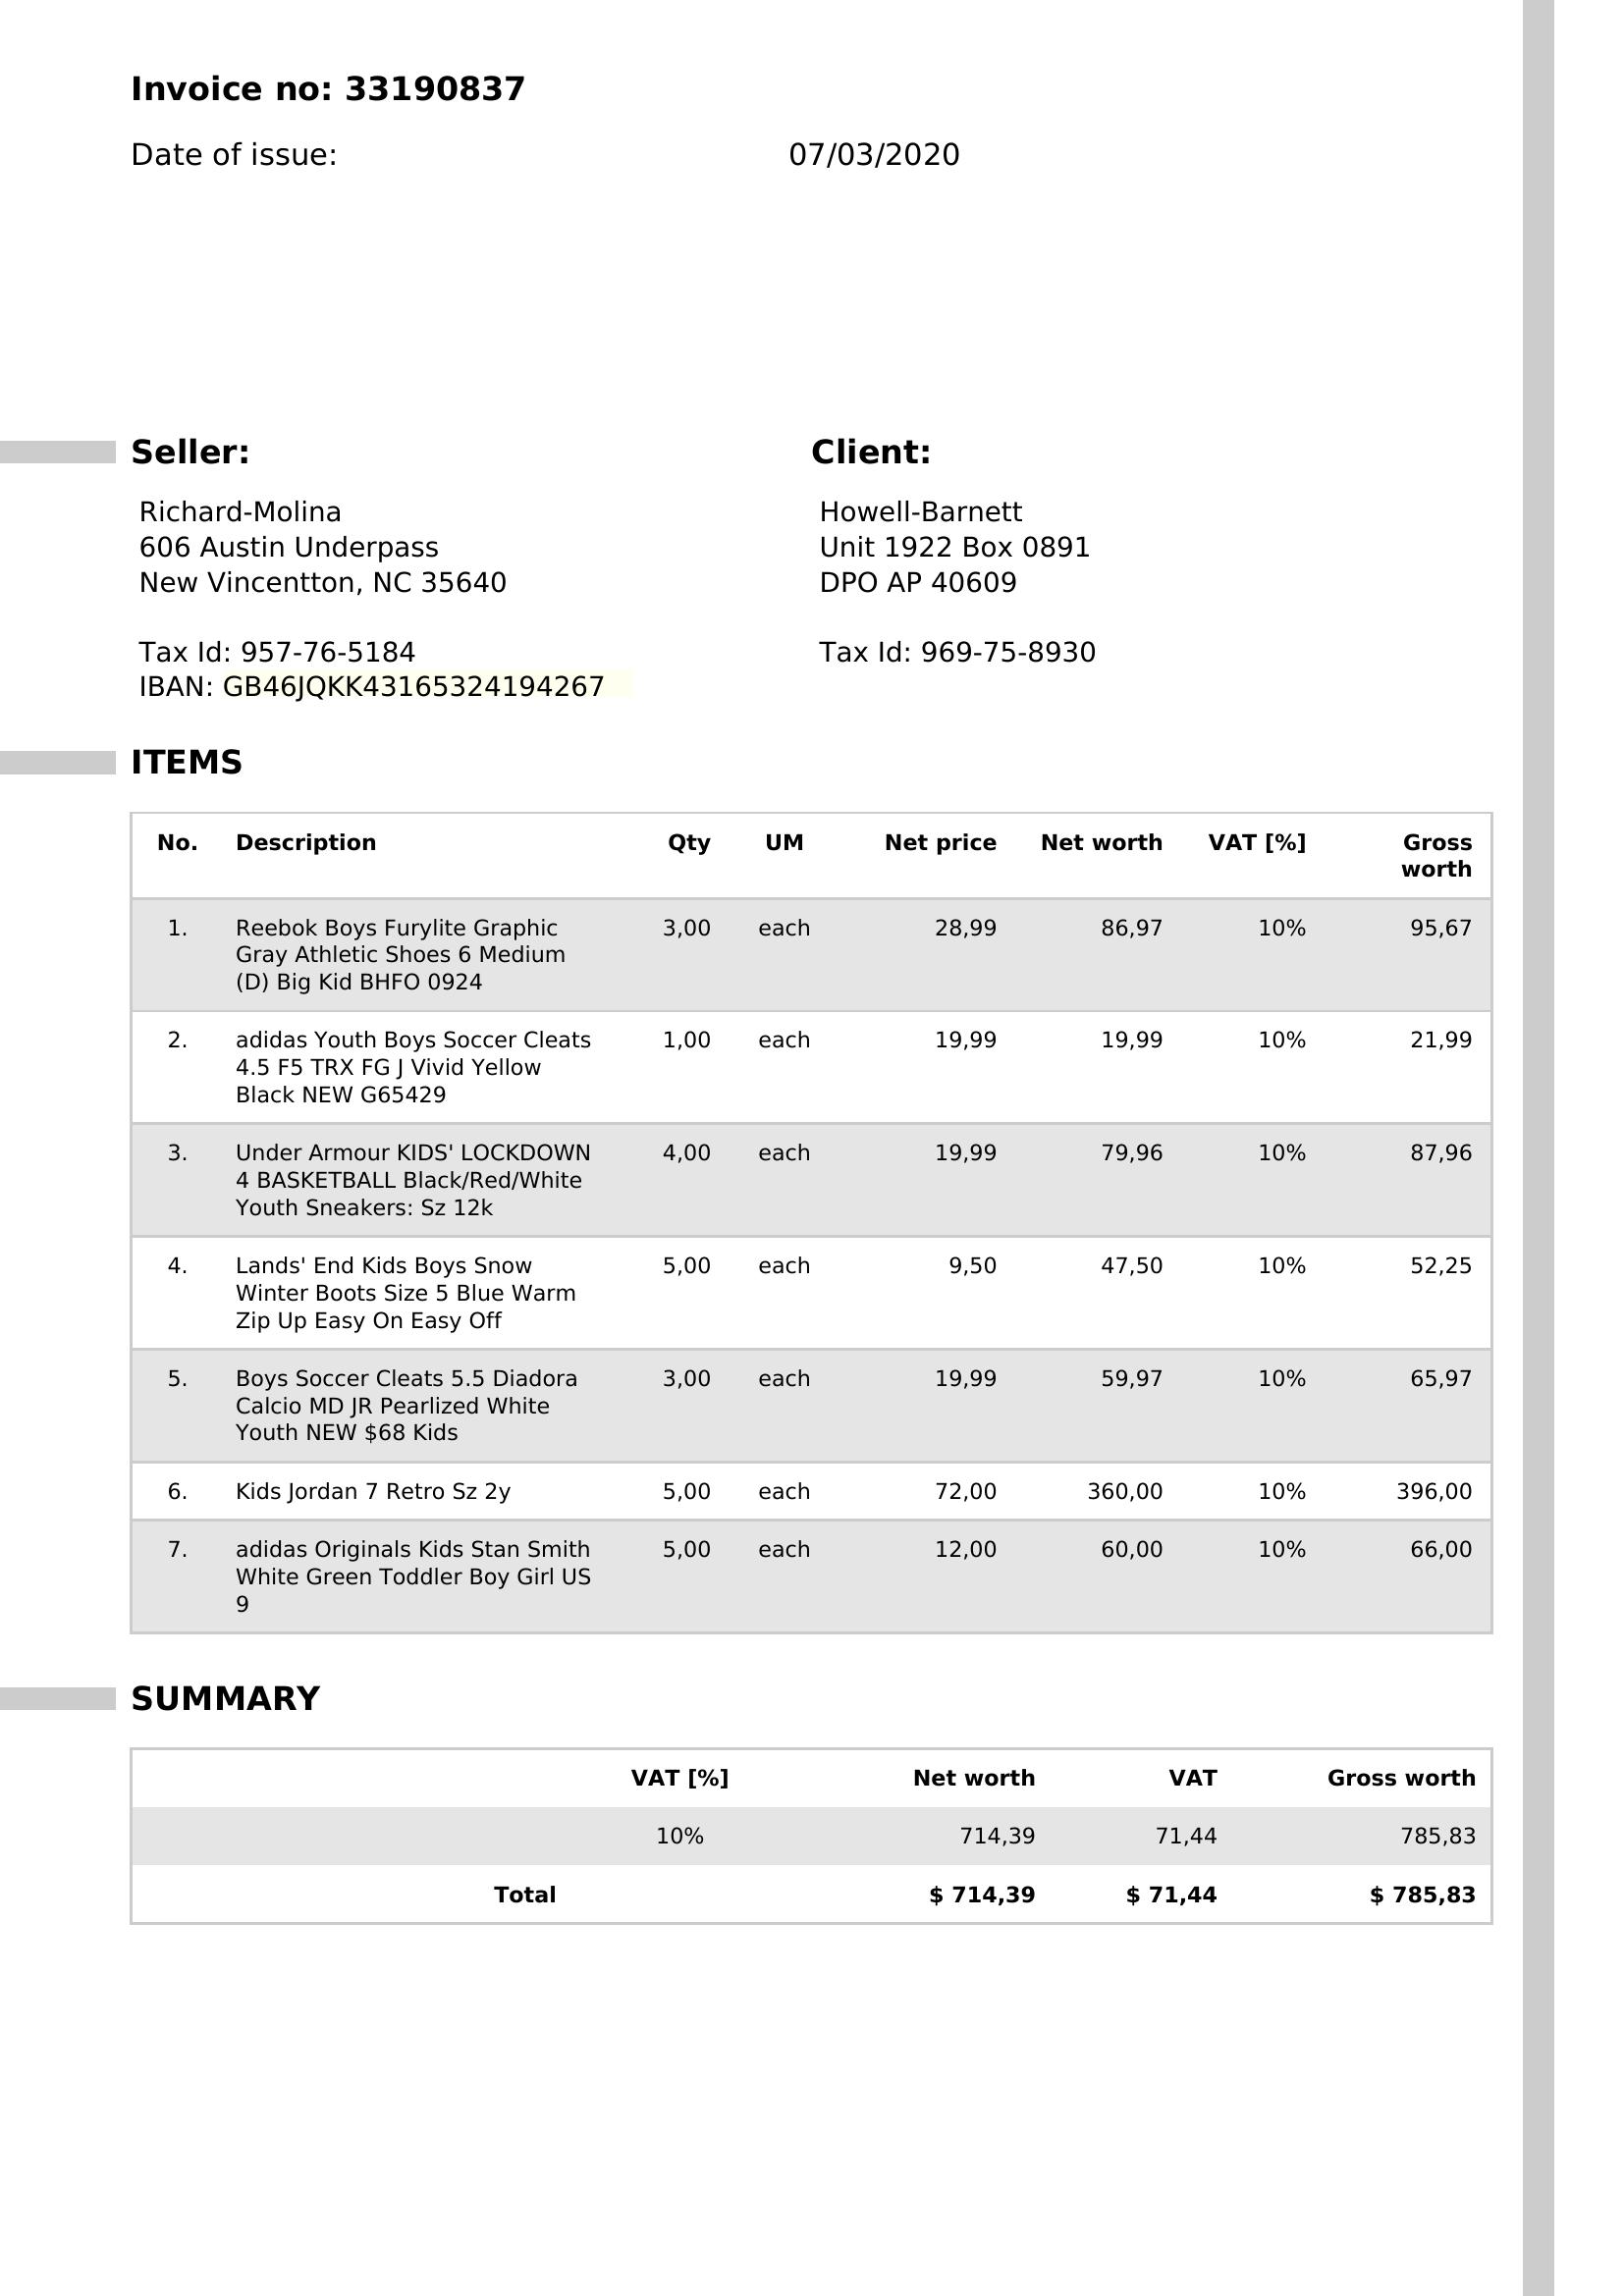 Invoice no: 33190837
Date of issue: 07/03/2020
Seller:
Richard-Molina
606 Austin Underpass
New Vincentton, NC 35640
Tax Id: 957-76-5184
IBAN: GB46JQKK43165324194267
Client:
Howell-Barnett
Unit 1922 Box 0891
DPO AP 40609
Tax Id: 969-75-8930
ITEMS
No. Description Qty UM Net price Net worth VAT [%] Gross
worth
1. Reebok Boys Furylite Graphic 3,00 each 28,99 86,97 10% 95,67
Gray Athletic Shoes 6 Medium
(D) Big Kid BHFO 0924
2. adidas Youth Boys Soccer Cleats 1,00 each 19,99 19,99 10% 21,99
4.5 F5 TRX FG J Vivid Yellow
Black NEW G65429
3. Under Armour KIDS' LOCKDOWN 4,00 each 19,99 79,96 10% 87,96
4 BASKETBALL Black/Red/White
Youth Sneakers: Sz 12k
4. Lands' End Kids Boys Snow 5,00 each 9,50 47,50 10% 52,25
Winter Boots Size 5 Blue Warm
Zip Up Easy On Easy Off
5. Boys Soccer Cleats 5.5 Diadora 3,00 each 19,99 59,97 10% 65,97
Calcio MD JR Pearlized White
Youth NEW $68 Kids
6. Kids Jordan 7 Retro Sz 2y 5,00 each 72,00 360,00 10% 396,00
7. adidas Originals Kids Stan Smith 5,00 each 12,00 60,00 10% 66,00
White Green Toddler Boy Girl US
9
SUMMARY
VAT [%] Net worth VAT Gross worth
10% 714,39 71,44 785,83
Total $ 714,39 $ 71,44 $ 785,83